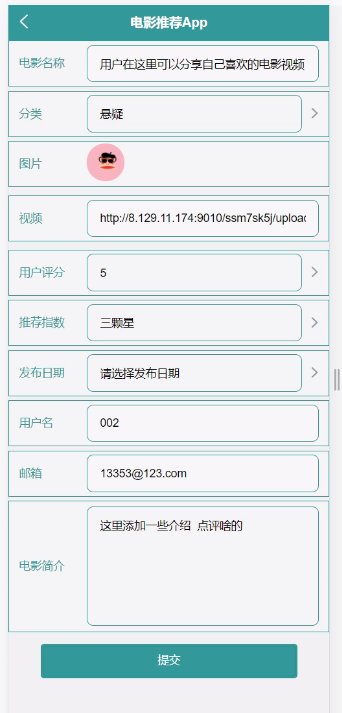 电影推荐App
电影名称 用户在这里可以分享自己喜欢的电影视频
分类 悬疑
图片
视频 http://8.129.11.174:9010/ssm7sk5j/upload
用户评分 5
推荐指数 三颗星
发布日期 请选择发布日期
用户名 002
邮箱 13353@123.com
这里添加一些介绍 点评啥的
电影简介
提交